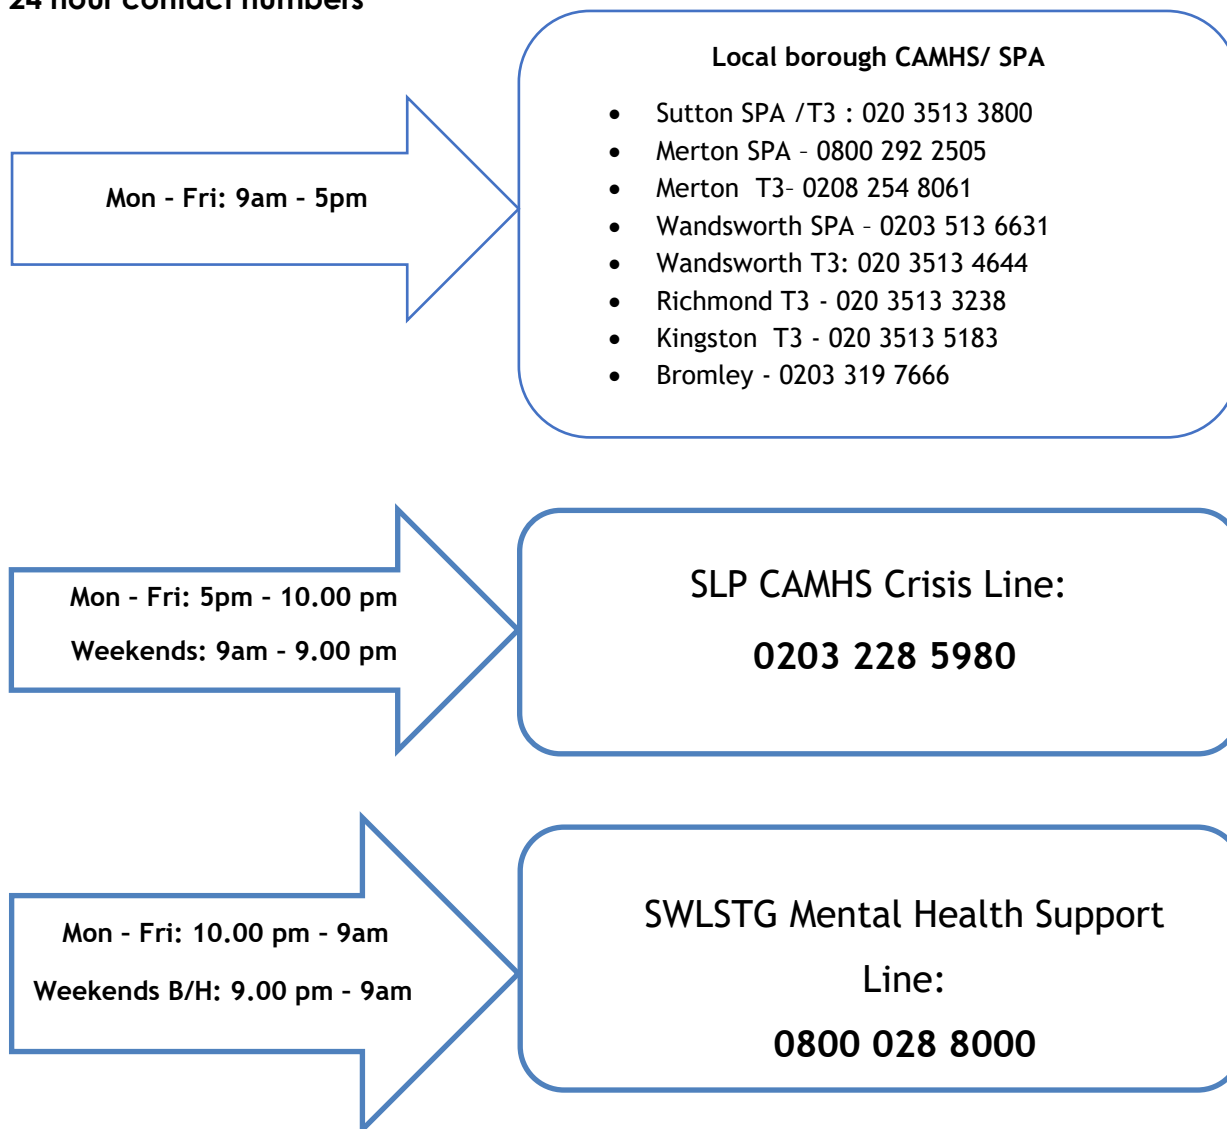 24 hour contact numbers
Local borough CAMHS/ SPA
Mon – Fri: 9am – 5pm
• Sutton SPA /T3 : 020 3513 3800
• Merton SPA – 0800 292 2505
• Merton  T3– 0208 254 8061
• Wandsworth SPA – 0203 513 6631
• Wandsworth T3: 020 3513 4644
• Richmond T3 - 020 3513 3238
• Kingston  T3 - 020 3513 5183
• Bromley - 0203 319 7666
Mon – Fri: 5pm – 10.00 pm
Weekends: 9am – 9.00 pm
SLP CAMHS Crisis Line:
0203 228 5980
Mon – Fri: 10.00 pm – 9am
Weekends B/H: 9.00 pm – 9am
SWLSTG Mental Health Support
Line:
0800 028 8000